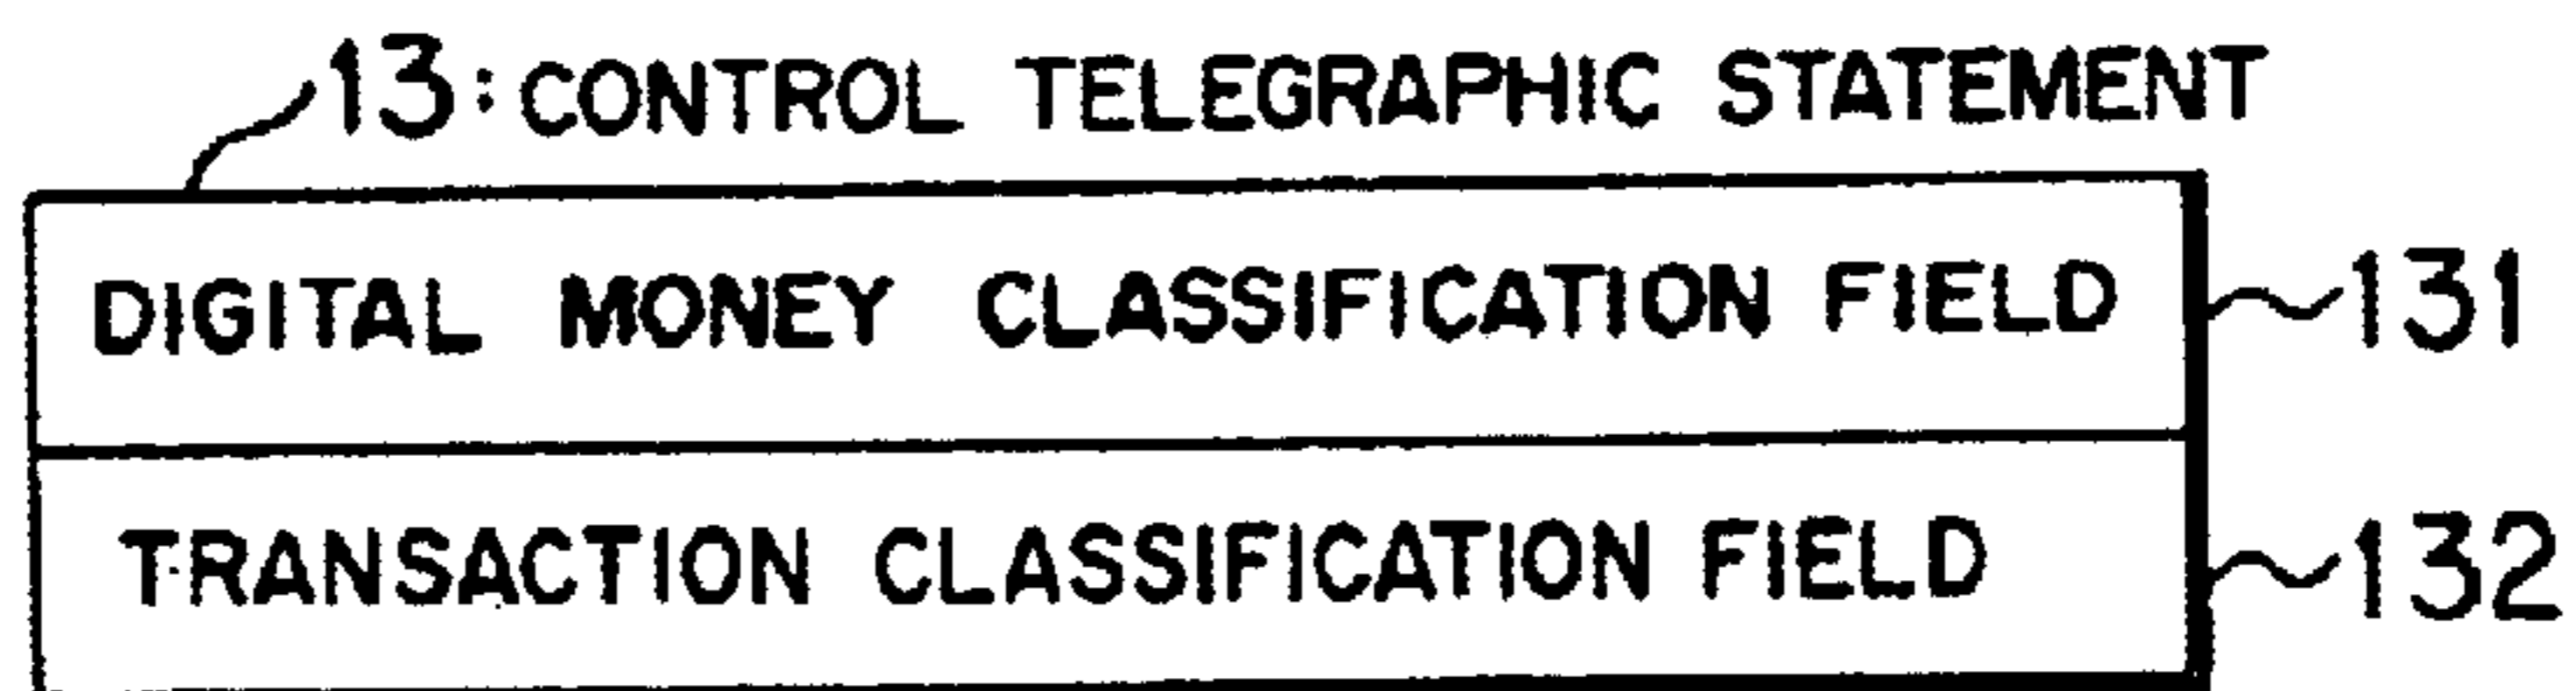 13: CONTROL TELEGRAPHIC STATEMENT
DIGITAL MONEY CLASSIFICATION FIELD 131
TRANSACTION CLASSIFICATION FIELD 132